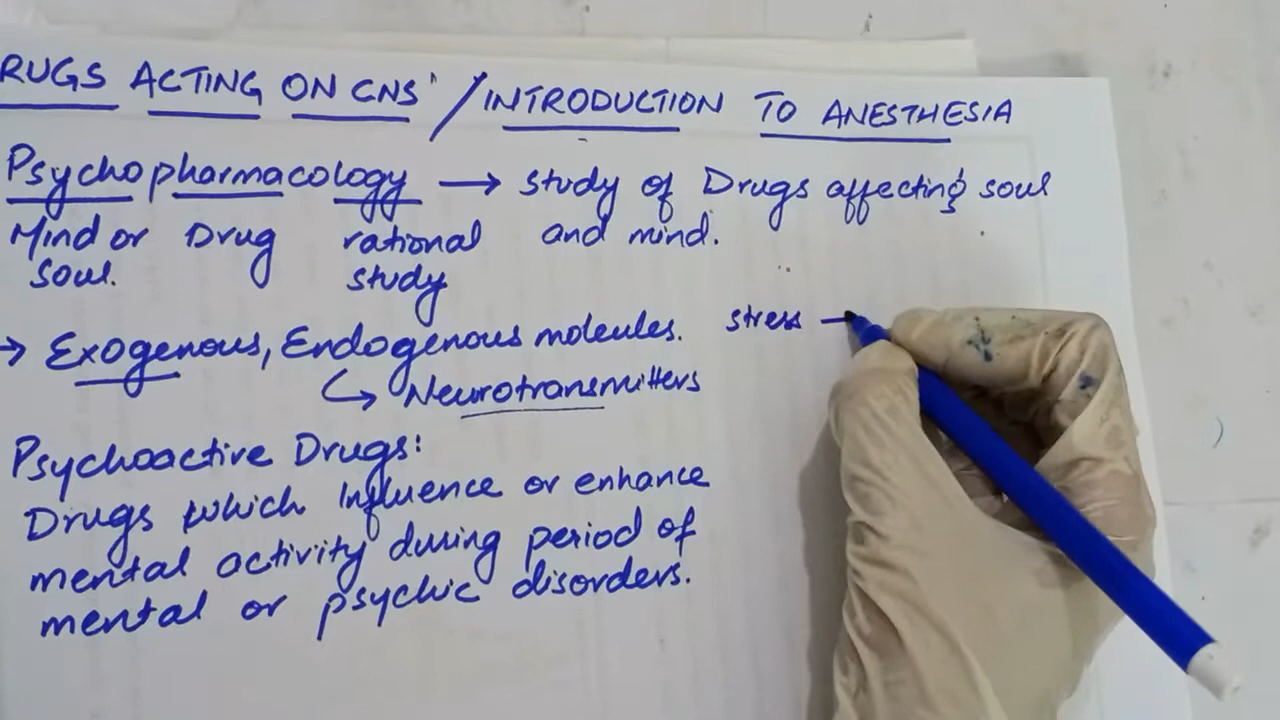 RUGS ACTING ON CNS / INTRODUCTION TO ANESTHESIA
Psychopharmacology → study of Drugs affecting soul
Mind or Drug rational and mind.
soul. study
→ Exogenous, Endogenous molecules. stress —
↳ Neurotransmitters
Psychoactive Drugs:
Drugs which influence or enhance
mental activity during period of
mental or psychic disorders.